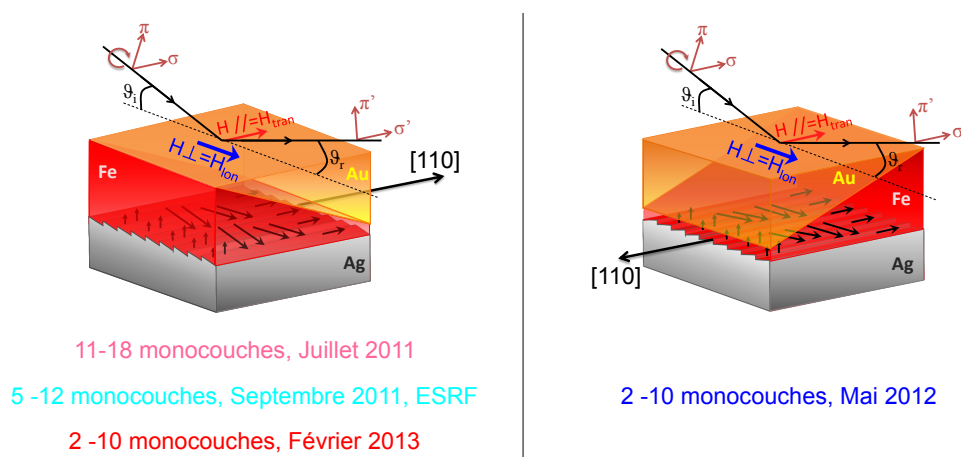 π
σ
ϑi
π'
σ'
H //=Htran
H⊥=Hlon
ϑr
[110]
Fe
Au
Ag
11-18 monocouches, Juillet 2011
5 -12 monocouches, Septembre 2011, ESRF
2 -10 monocouches, Février 2013
π
σ
ϑi
π'
σ
H //=Htran
H⊥=Hlon
ϑr
Au
Fe
Ag
[110]
2 -10 monocouches, Mai 2012